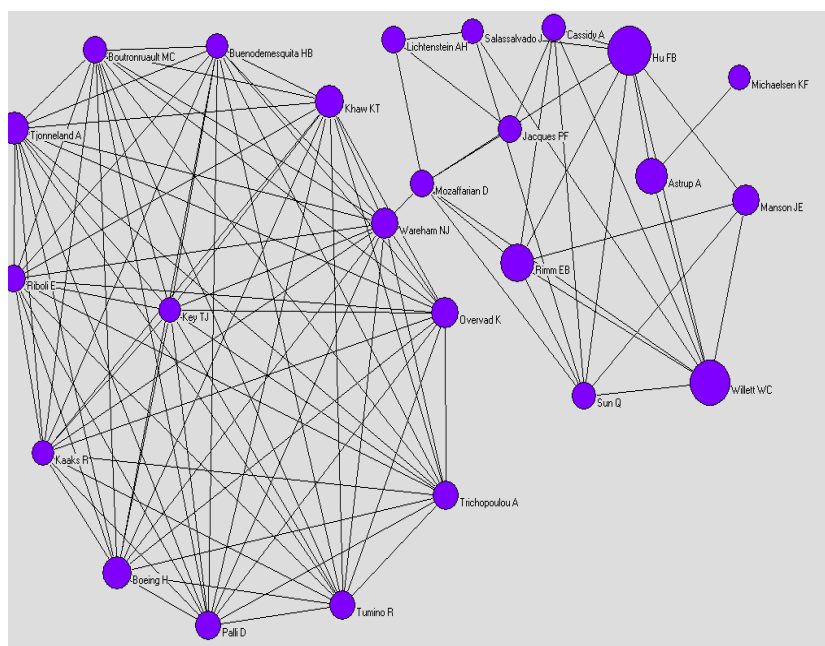 Boutronruault MC
Buenodemesquita HB
Lichtenstein AH
Salassalvado J
Cassidy A
Hu FB
Michaelsen KF
Khaw KT
Tjonneland A
Jacques PF
Mozaffarian D
Astrup A
Manson JE
Wareham NJ
Rimm EB
Riboli E
Key TJ
Overvad K
Willett WC
Sun Q
Kaaks R
Trichopoulou A
Boeing H
Tumino R
Palli D